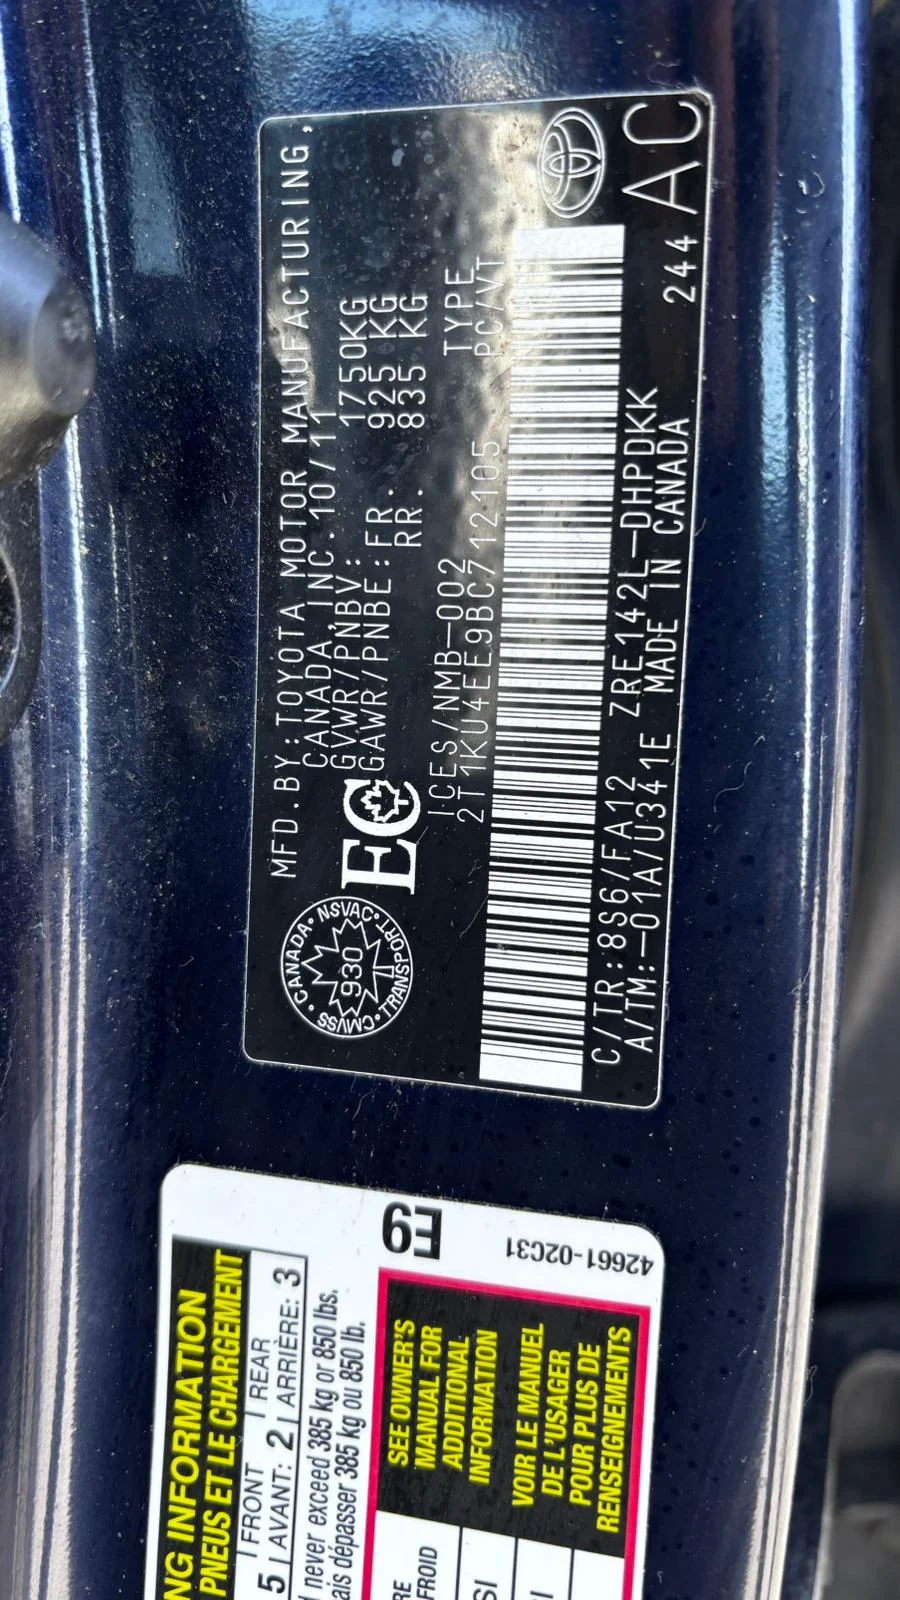 MFD.BY:TOYOTA MOTOR MANUFACTURING,
CANADA INC. 10/11
GVWR/PNBV: 1750KG
GAWR/PNBE:FR. 925 KG
RR. 835 KG
CANADA • NSVAC • TRANSPORT • CMVSS •
930
EC
ICES/NMB-002 TYPE
2T1KU4EE9BC712105 PC/VT
C/TR:8S6/FA12 ZRE142L-DHPDKK
A/TM:-01A/U341E MADE IN CANADA
244 AC
NG INFORMATION
PNEUS ET LE CHARGEMENT
5 FRONT REAR
AVANT: 2 ARRIÈRE: 3
never exceed 385 kg or 850 lbs.
ais dépasser 385 kg ou 850 lb.
E9
42661-02C31
SEE OWNER'S
MANUAL FOR
ADDITIONAL
INFORMATION
VOIR LE MANUEL
DE L'USAGER
POUR PLUS DE
RENSEIGNEMENTS
FROID